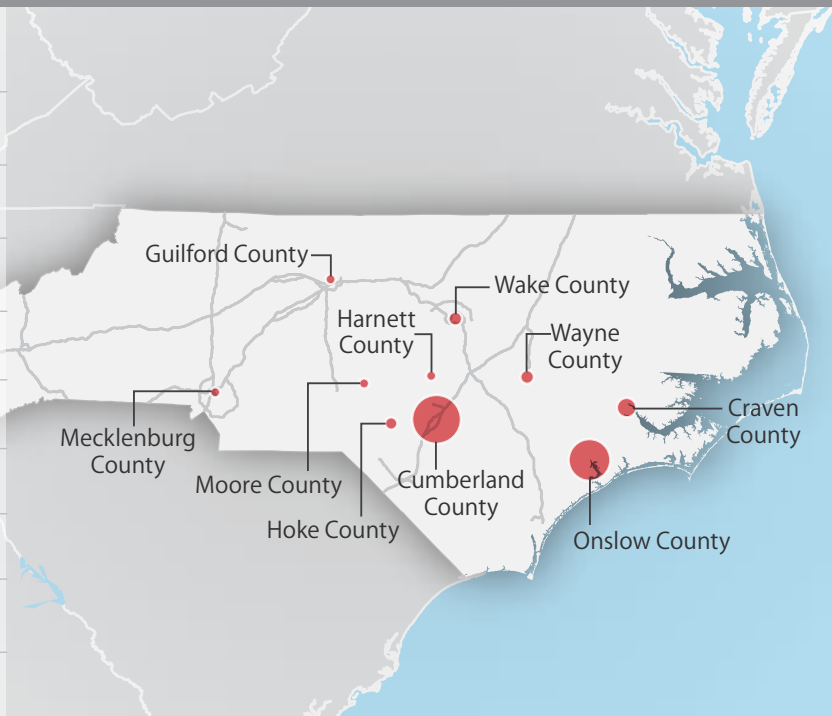 Guilford County
Wake County
Harnett
County
Wayne
County
Craven
County
Mecklenburg
County
Moore County
Cumberland
County
Hoke County
Onslow County